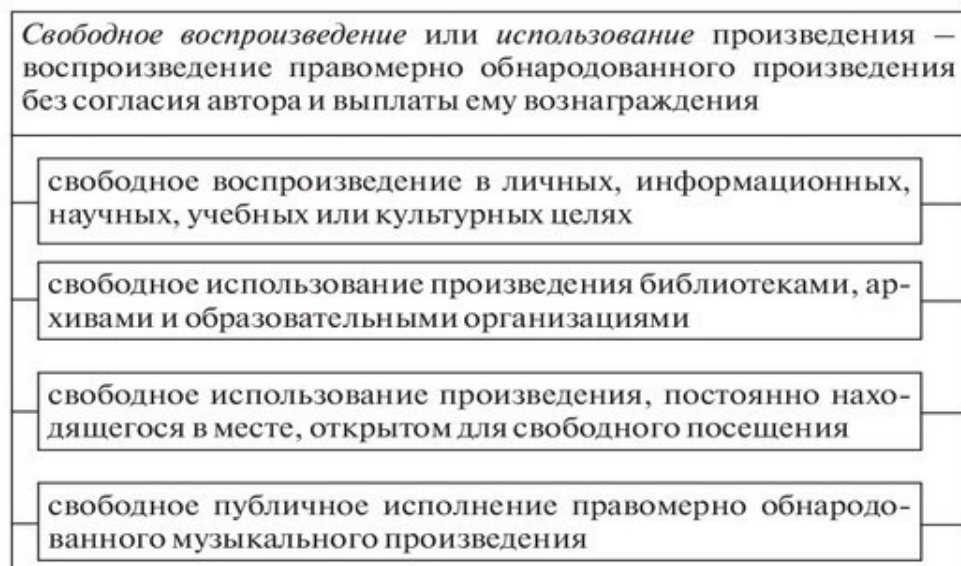 Свободное воспроизведение или использование произведения –
воспроизведение правомерно обнародованного произведения
без согласия автора и выплаты ему вознаграждения
свободное воспроизведение в личных, информационных,
научных, учебных или культурных целях
свободное использование произведения библиотеками, ар-
хивами и образовательными организациями
свободное использование произведения, постоянно нахо-
дящегося в месте, открытом для свободного посещения
свободное публичное исполнение правомерно обнародо-
ванного музыкального произведения